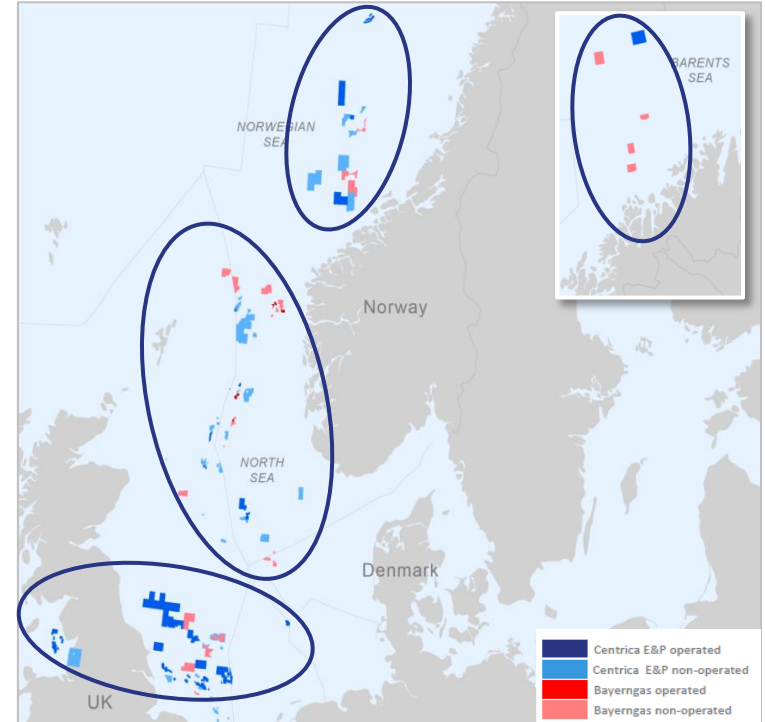 NORWEGIAN
SEA
BARENTS
SEA
Norway
NORTH
SEA
Denmark
UK
Centrica E&P operated
Centrica E&P non-operated
Bayerngas operated
Bayerngas non-operated